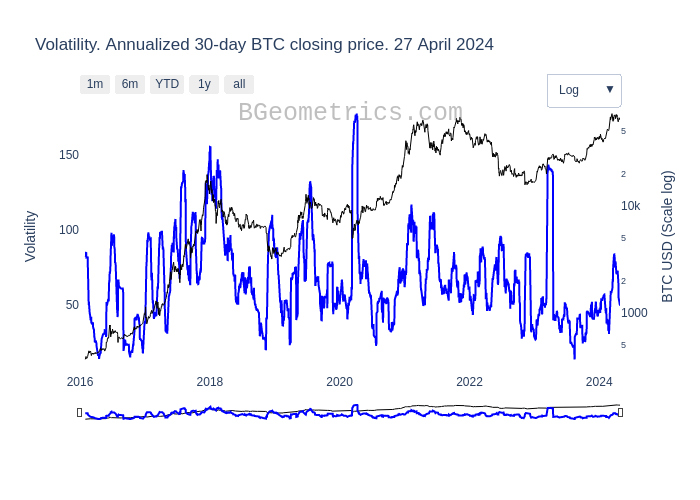 Volatility. Annualized 30-day BTC closing price. 27 April 2024
1m 6m YTD 1y all
Log ▼
BGeometrics.com
Volatility
150
100
50
5
2
10k
5
2
1000
5
BTC USD (Scale log)
2016 2018 2020 2022 2024